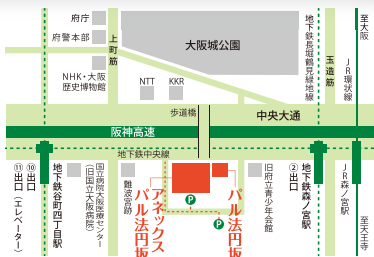 府庁
府警本部
NHK・大阪
歴史博物館
上町筋
大阪城公園
NTT
KKR
地下鉄長堀鶴見緑地線
玉造筋
JR環状線
至大阪
歩道橋
中央大通
阪神高速
地下鉄中央線
⑪出口（エレベーター）
⑩出口
地下鉄谷町四丁目駅
国立病院大阪医療センター
（旧国立大阪病院）
難波宮跡
パル法円坂
アネックス
P
パル法円坂
P
旧府立青少年会館
②出口
地下鉄森ノ宮駅
JR森ノ宮駅
至天王寺